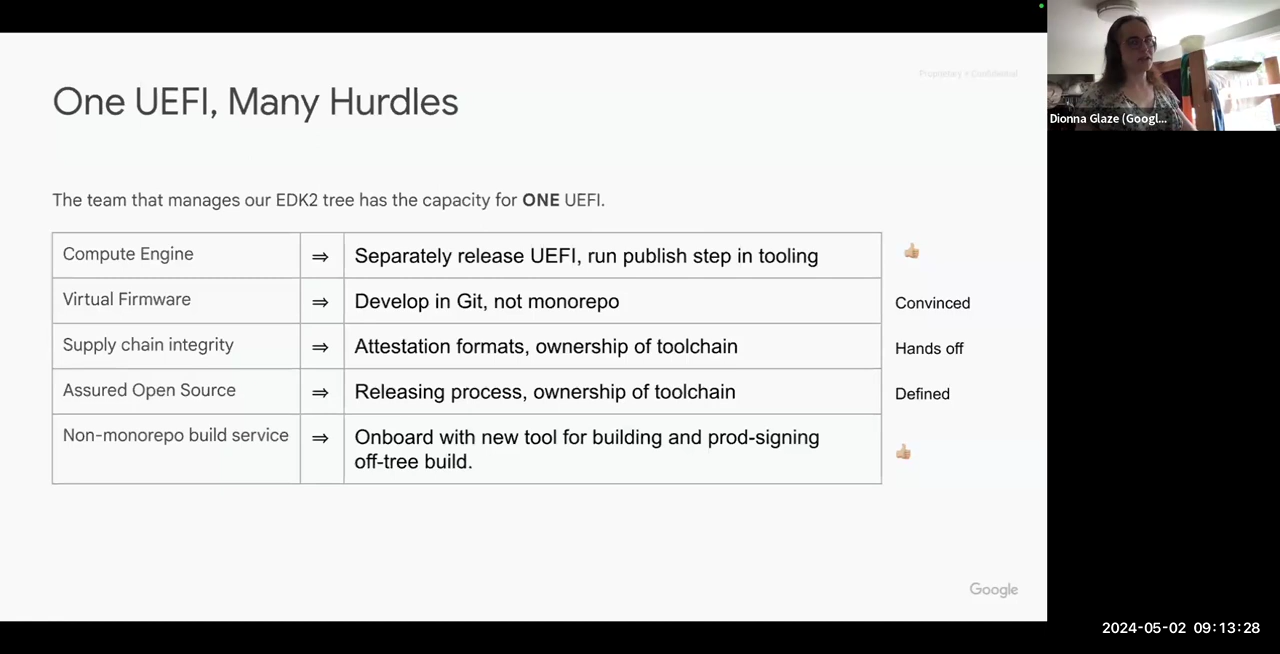 Proprietary + Confidential
One UEFI, Many Hurdles
The team that manages our EDK2 tree has the capacity for ONE UEFI.
Compute Engine ⇒ Separately release UEFI, run publish step in tooling 👍🏼
Virtual Firmware ⇒ Develop in Git, not monorepo Convinced
Supply chain integrity ⇒ Attestation formats, ownership of toolchain Hands off
Assured Open Source ⇒ Releasing process, ownership of toolchain Defined
Non-monorepo build service ⇒ Onboard with new tool for building and prod-signing
off-tree build. 👍🏼
Google
Dionna Glaze (Googl...
2024-05-02 09:13:28